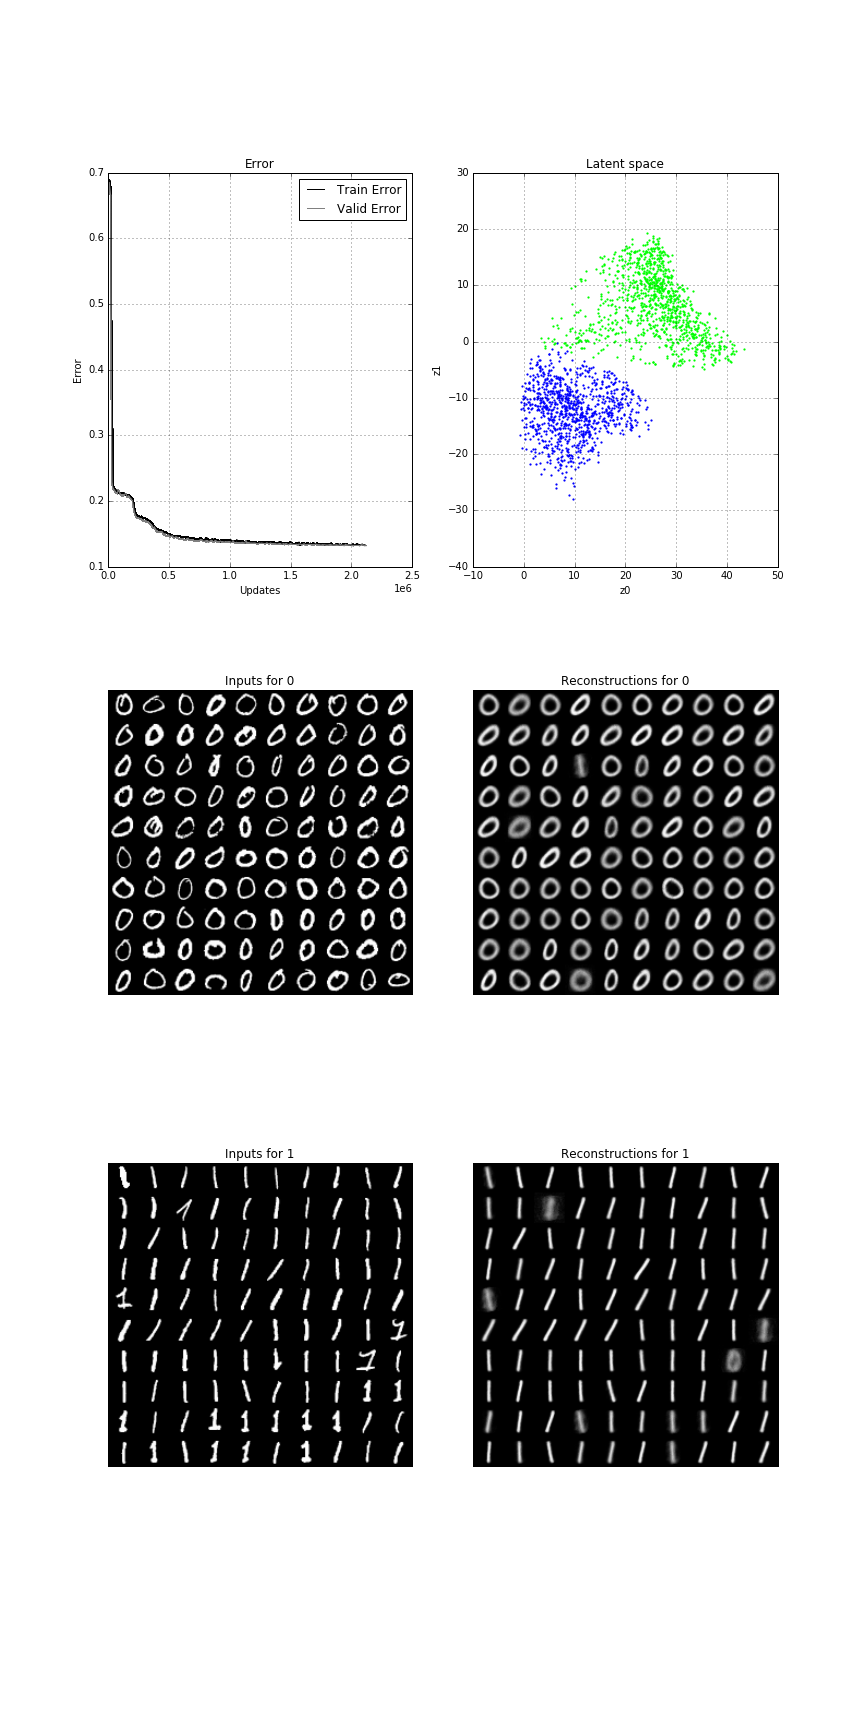 Error
0.7
0.6
0.5
0.4
0.3
0.2
0.1
Error
Train Error
Valid Error
0.0 0.5 1.0 1.5 2.0 2.5
Updates
1e6
Latent space
30
20
10
0
−10
−20
−30
−40
z1
−10 0 10 20 30 40 50
z0
Inputs for 0
Reconstructions for 0
Inputs for 1
Reconstructions for 1